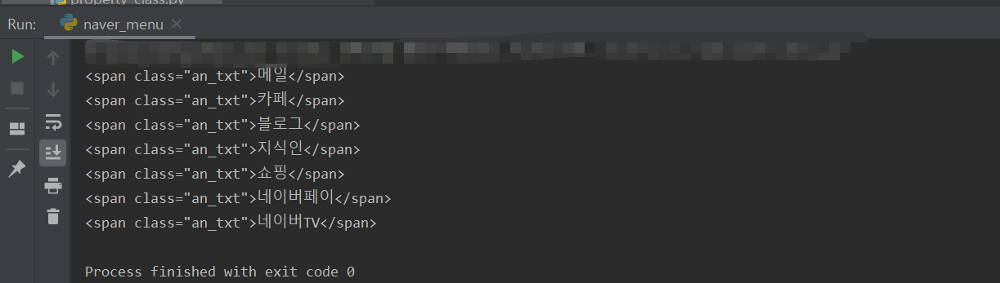 property_class.py
Run: naver_menu
<span class="an_txt">메일</span>
<span class="an_txt">카페</span>
<span class="an_txt">블로그</span>
<span class="an_txt">지식인</span>
<span class="an_txt">쇼핑</span>
<span class="an_txt">네이버페이</span>
<span class="an_txt">네이버TV</span>
Process finished with exit code 0